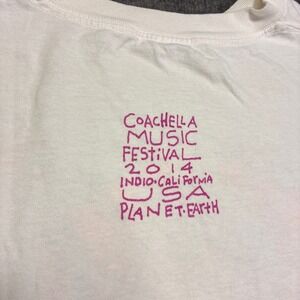 COACHELLA
MUSIC
FESTIVAL
2014
INDIO•CALIFORNIA
USA
PLANET•EARTH